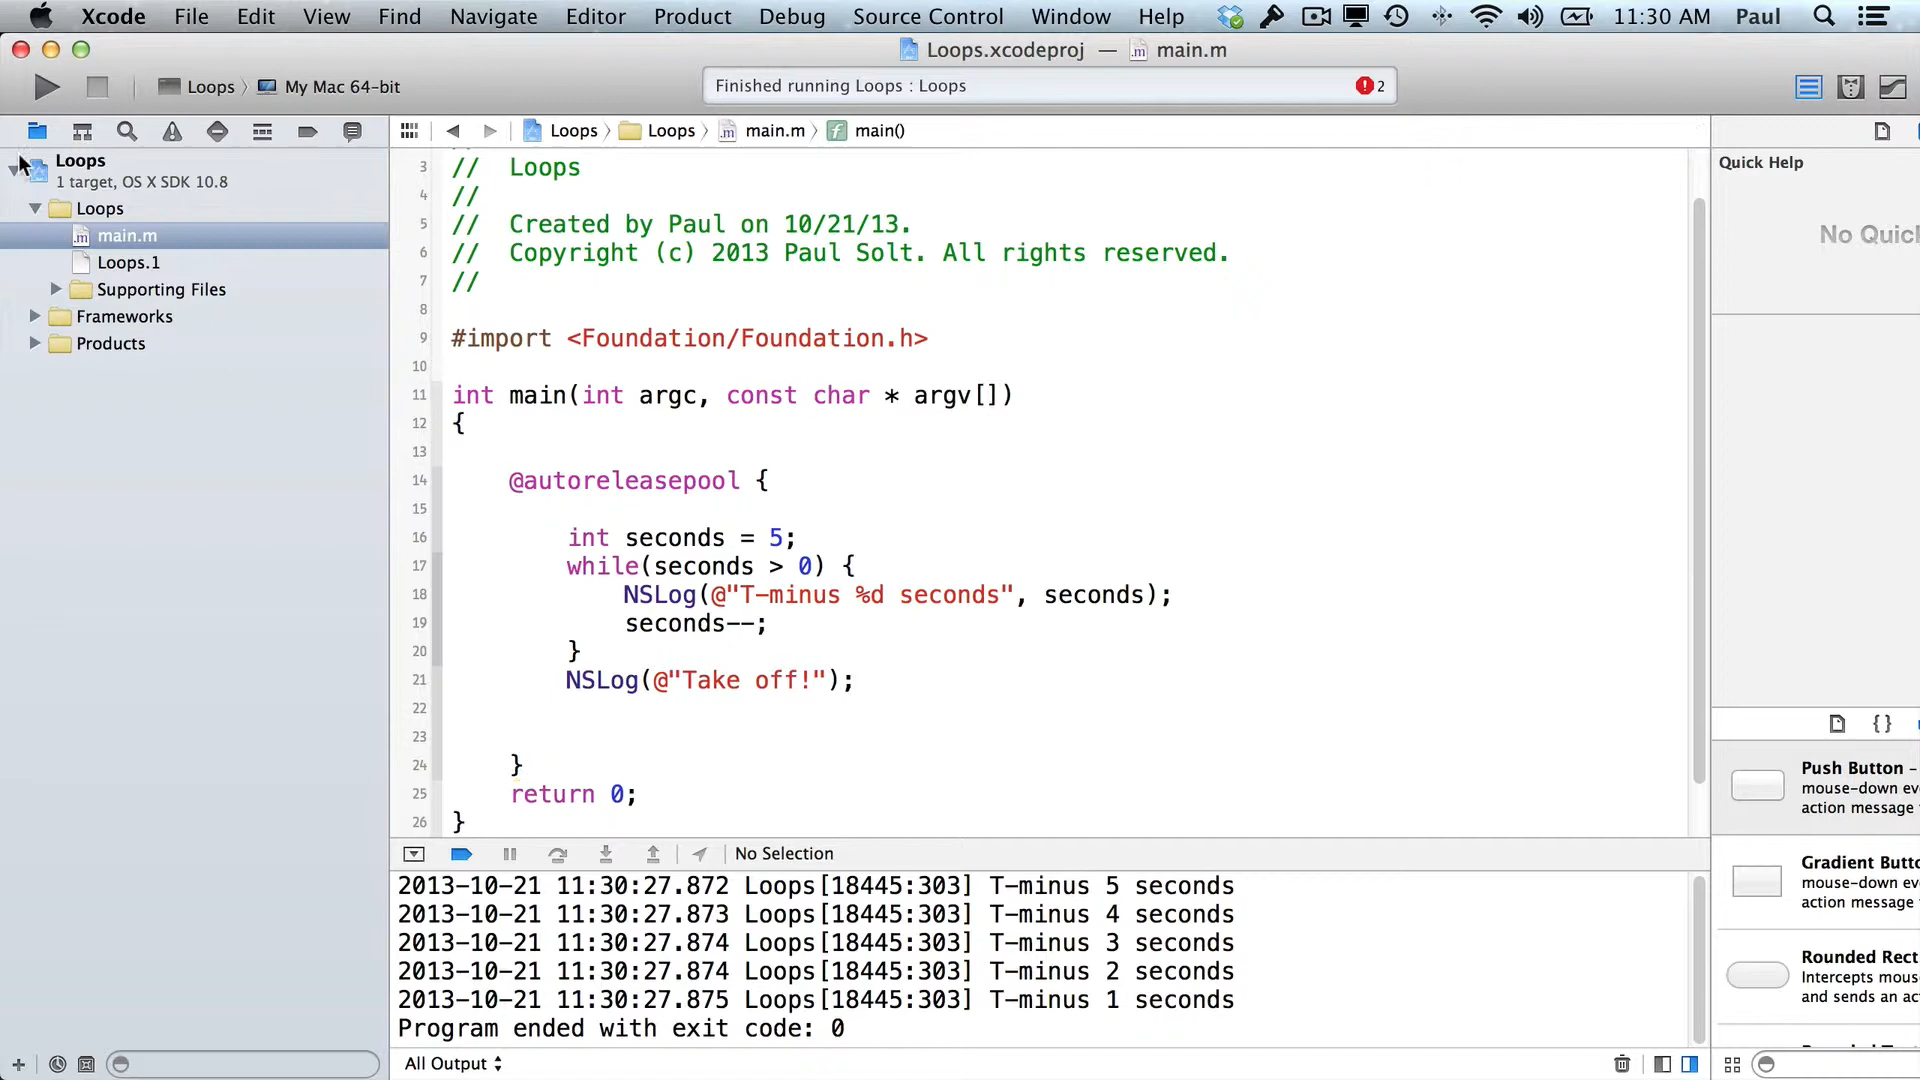 Xcode File Edit View Find Navigate Editor Product Debug Source Control Window Help 11:30 AM Paul
Loops.xcodeproj — main.m
Loops My Mac 64-bit
Finished running Loops : Loops 2
Loops Loops main.m main()
Loops
1 target, OS X SDK 10.8
Loops
main.m
Loops.1
Supporting Files
Frameworks
Products
3 // Loops
4 //
5 // Created by Paul on 10/21/13.
6 // Copyright (c) 2013 Paul Solt. All rights reserved.
7 //
8
9 #import <Foundation/Foundation.h>
10
11 int main(int argc, const char * argv[])
12 {
13
14 @autoreleasepool {
15
16 int seconds = 5;
17 while(seconds > 0) {
18 NSLog(@"T-minus %d seconds", seconds);
19 seconds--;
20 }
21 NSLog(@"Take off!");
22
23
24 }
25 return 0;
26 }
No Selection
2013-10-21 11:30:27.872 Loops[18445:303] T-minus 5 seconds
2013-10-21 11:30:27.873 Loops[18445:303] T-minus 4 seconds
2013-10-21 11:30:27.874 Loops[18445:303] T-minus 3 seconds
2013-10-21 11:30:27.874 Loops[18445:303] T-minus 2 seconds
2013-10-21 11:30:27.875 Loops[18445:303] T-minus 1 seconds
Program ended with exit code: 0
All Output
Quick Help
No Quic
{ }
Push Button –
mouse-down ev
action message
Gradient Butt
mouse-down ev
action message
Rounded Rect
Intercepts mous
and sends an ac